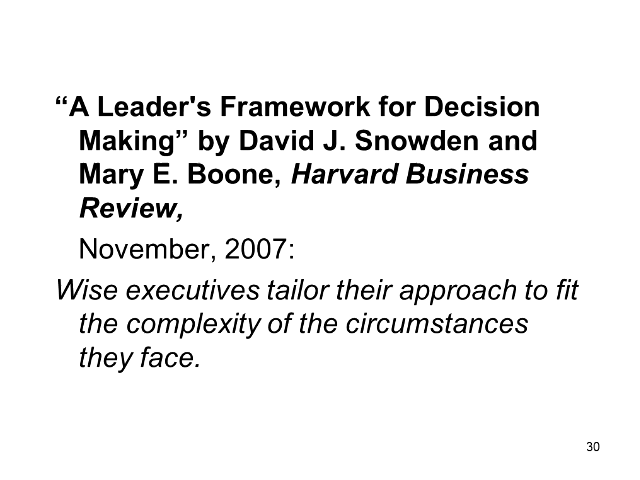 “A Leader's Framework for Decision
Making” by David J. Snowden and
Mary E. Boone, Harvard Business
Review,
November, 2007:
Wise executives tailor their approach to fit
the complexity of the circumstances
they face.
30